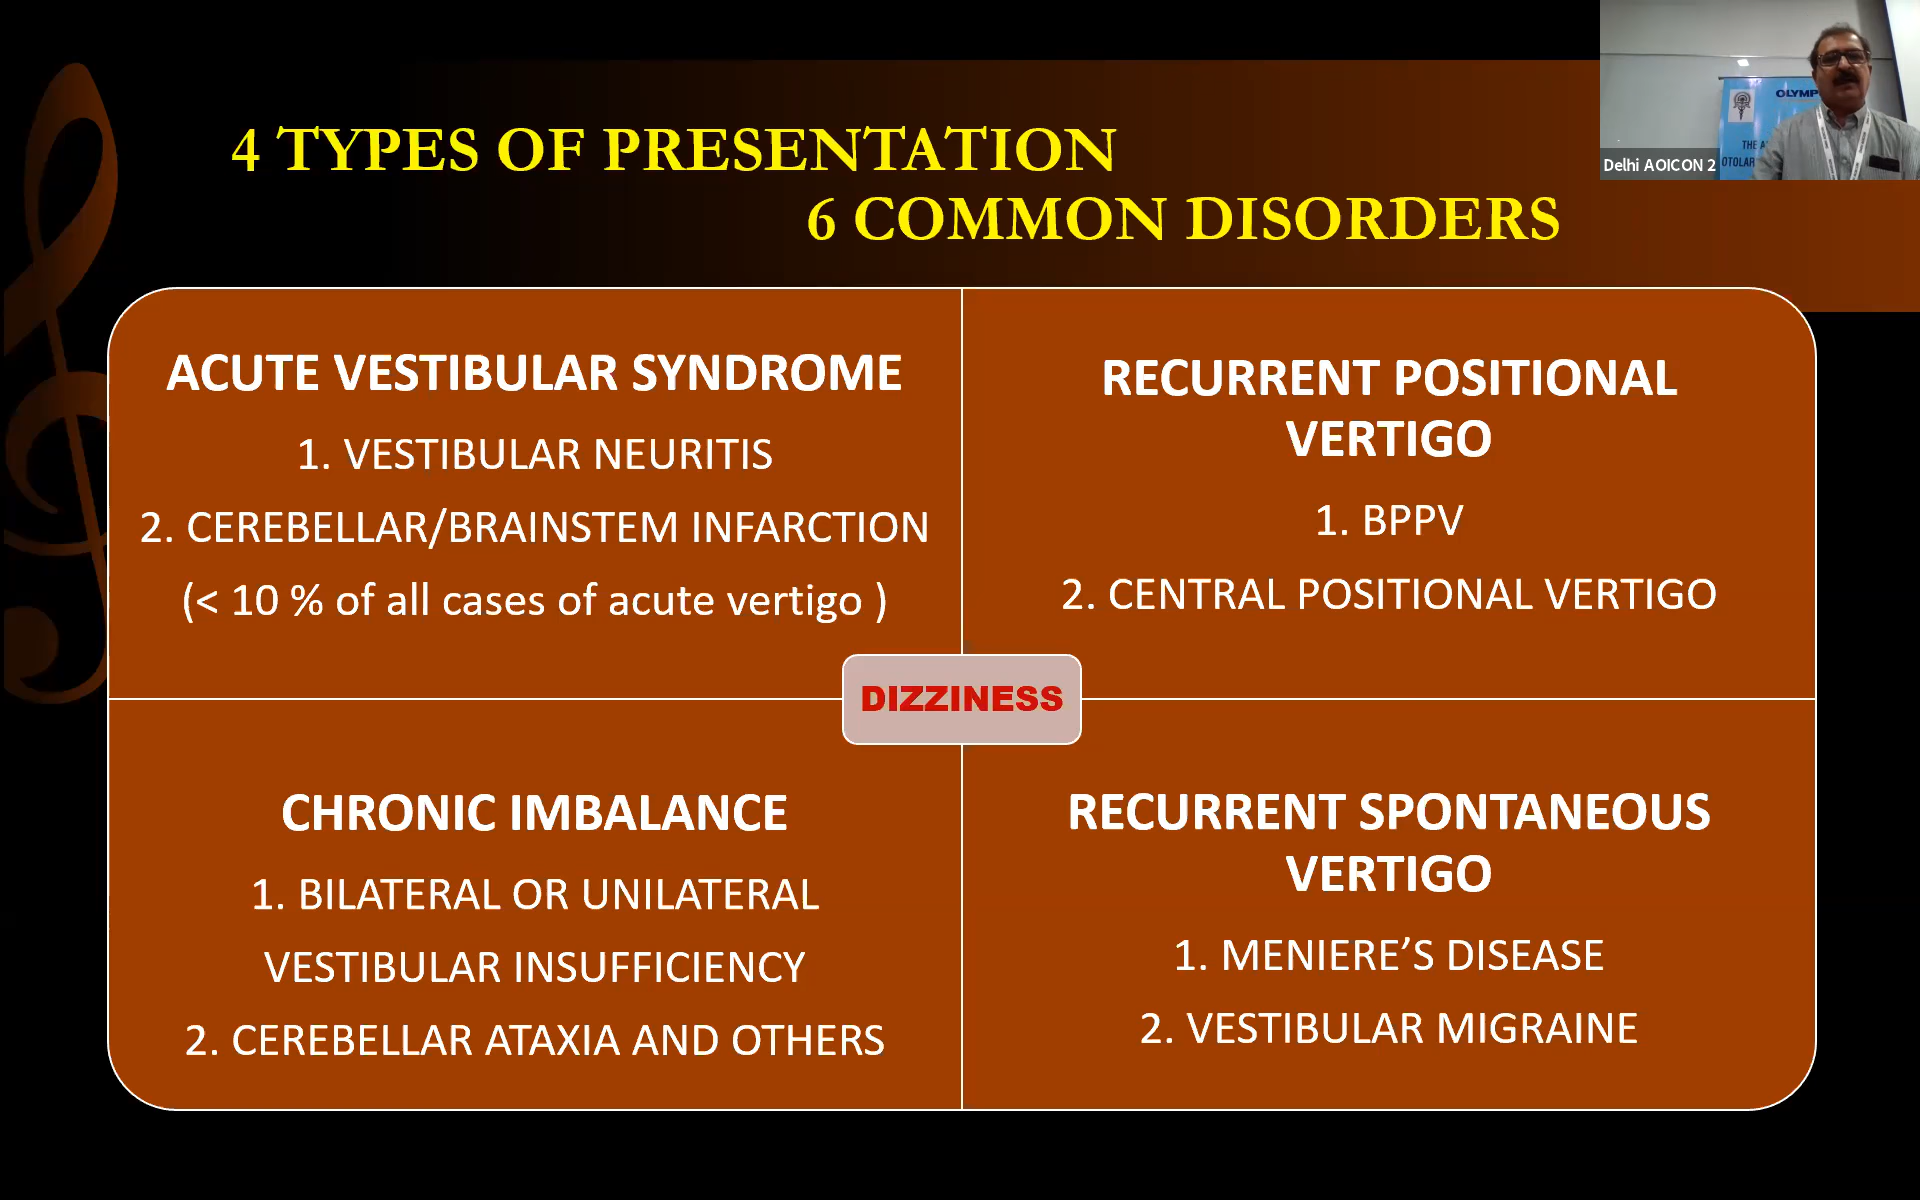 4 TYPES OF PRESENTATION
6 COMMON DISORDERS
OLYMP
THE A
OTOLAR
Delhi AOICON 2
ACUTE VESTIBULAR SYNDROME
1. VESTIBULAR NEURITIS
2. CEREBELLAR/BRAINSTEM INFARCTION
(< 10 % of all cases of acute vertigo )
RECURRENT POSITIONAL
VERTIGO
1. BPPV
2. CENTRAL POSITIONAL VERTIGO
DIZZINESS
CHRONIC IMBALANCE
1. BILATERAL OR UNILATERAL
VESTIBULAR INSUFFICIENCY
2. CEREBELLAR ATAXIA AND OTHERS
RECURRENT SPONTANEOUS
VERTIGO
1. MENIERE’S DISEASE
2. VESTIBULAR MIGRAINE